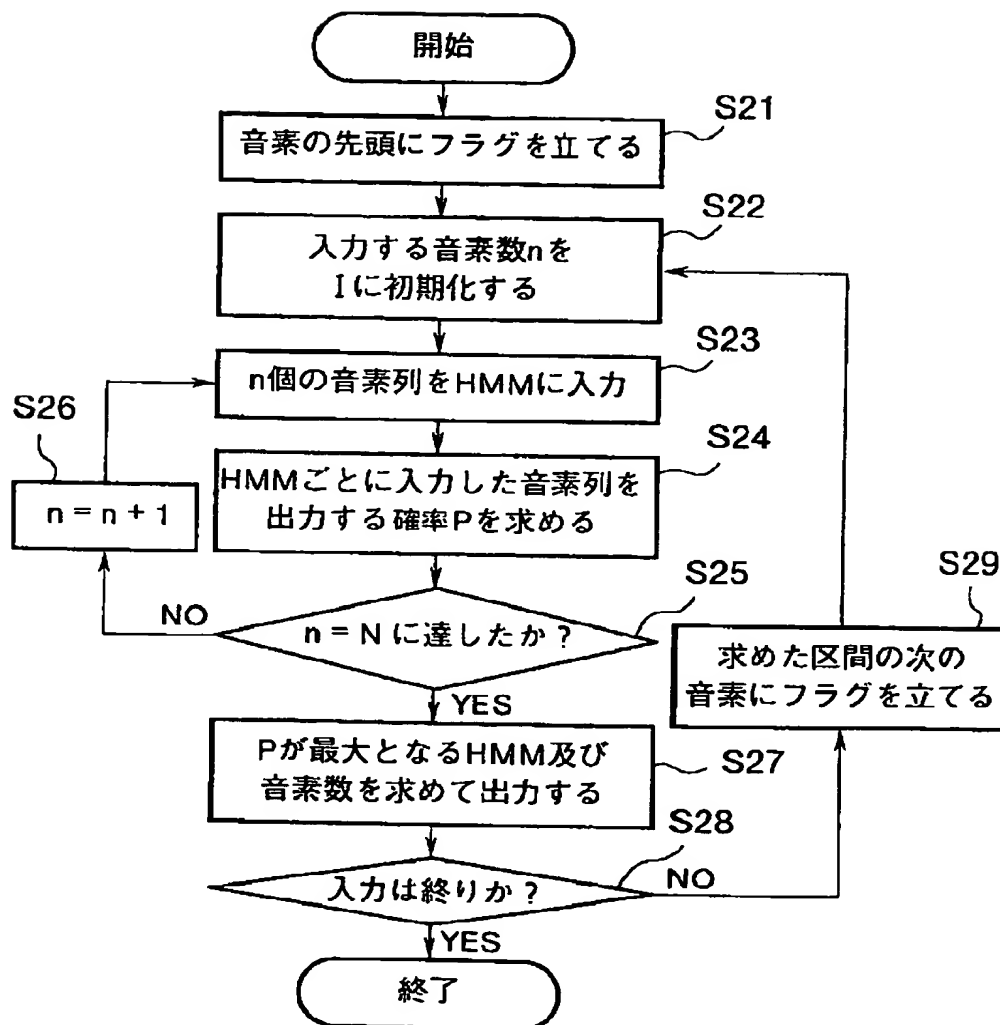 開始
S21
音素の先頭にフラグを立てる
S22
入力する音素数nを
Iに初期化する
S23
n個の音素列をHMMに入力
S26
n = n + 1
S24
HMMごとに入力した音素列を
出力する確率Pを求める
S25
n = N に達したか?
NO
YES
S29
求めた区間の次の
音素にフラグを立てる
S27
Pが最大となるHMM及び
音素数を求めて出力する
S28
入力は終りか?
NO
YES
終了